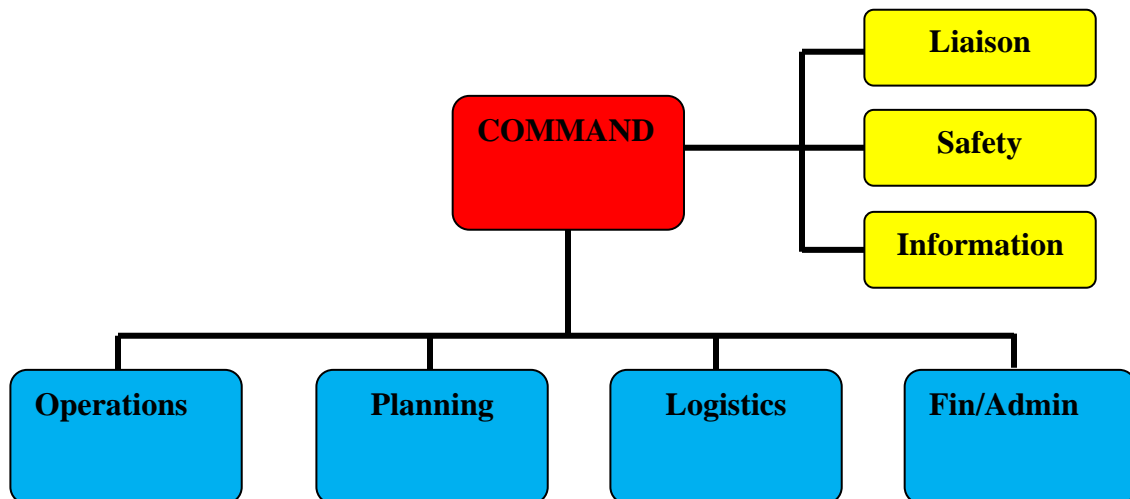 Liaison
COMMAND
Safety
Information
Operations
Planning
Logistics
Fin/Admin